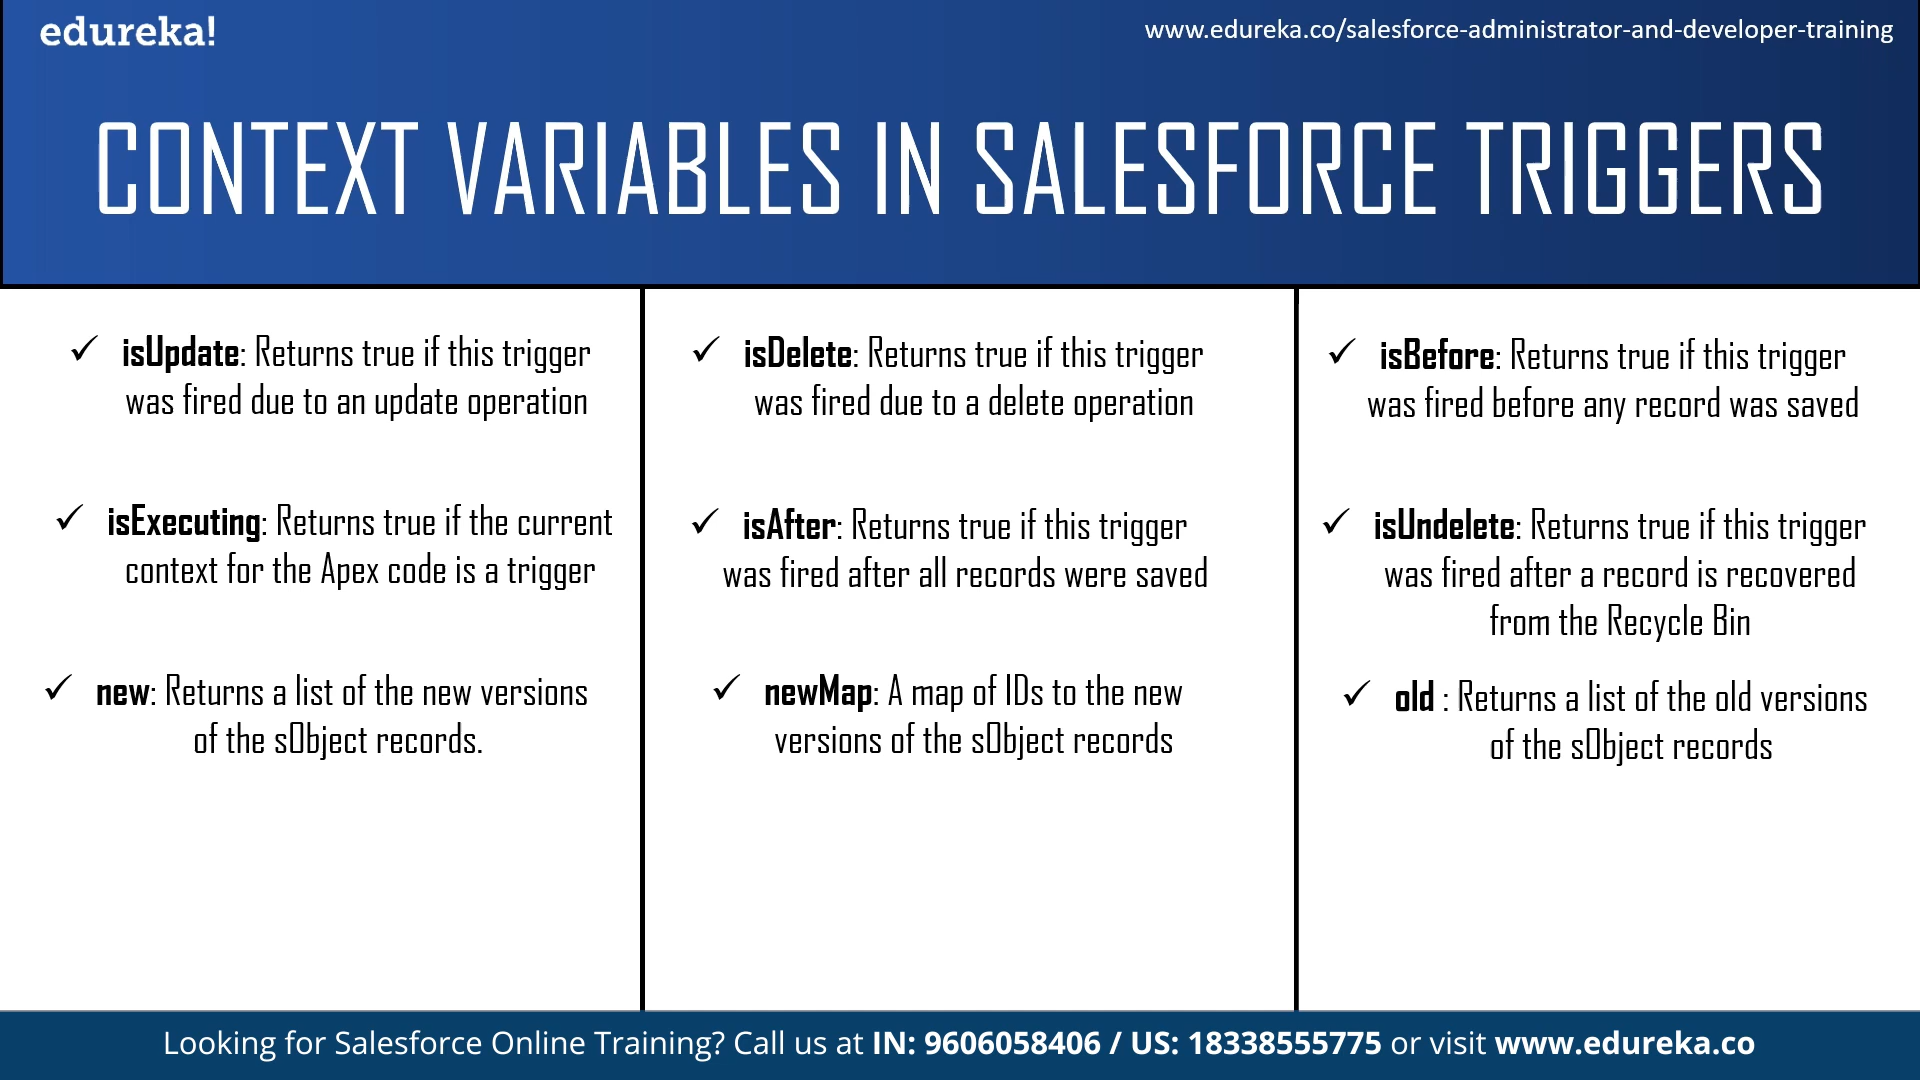 edureka!
www.edureka.co/salesforce-administrator-and-developer-training
CONTEXT VARIABLES IN SALESFORCE TRIGGERS
✓ isUpdate: Returns true if this trigger
was fired due to an update operation
✓ isExecuting: Returns true if the current
context for the Apex code is a trigger
✓ new: Returns a list of the new versions
of the sObject records.
✓ isDelete: Returns true if this trigger
was fired due to a delete operation
✓ isAfter: Returns true if this trigger
was fired after all records were saved
✓ newMap: A map of IDs to the new
versions of the sObject records
✓ isBefore: Returns true if this trigger
was fired before any record was saved
✓ isUndelete: Returns true if this trigger
was fired after a record is recovered
from the Recycle Bin
✓ old : Returns a list of the old versions
of the sObject records
Looking for Salesforce Online Training? Call us at IN: 9606058406 / US: 18338555775 or visit www.edureka.co